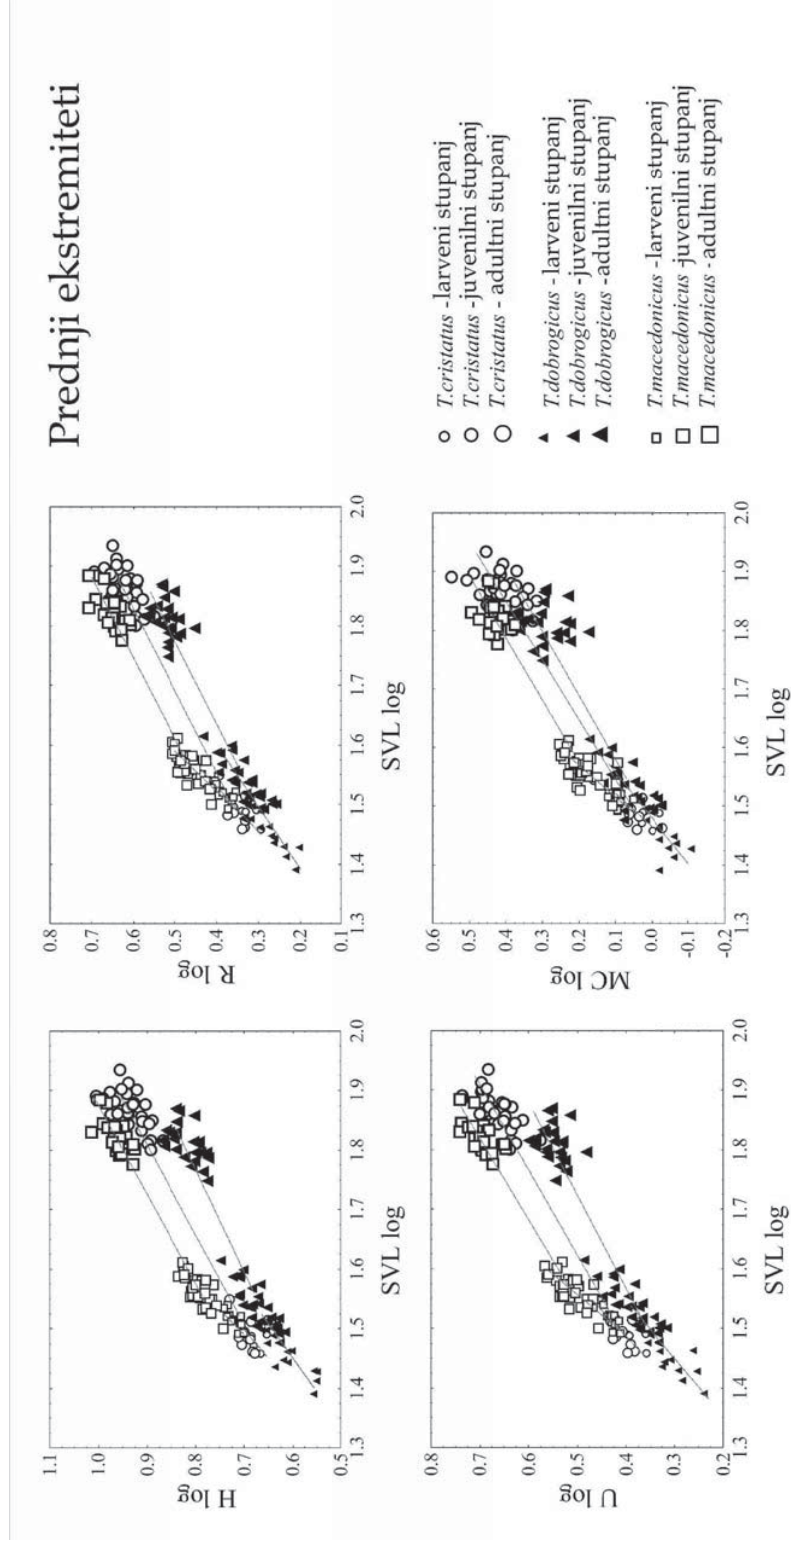 Prednji ekstremiteti
1.1
1.0
0.9
0.8
0.7
0.6
0.5
H log
1.3 1.4 1.5 1.6 1.7 1.8 1.9 2.0
SVL log
0.8
0.7
0.6
0.5
0.4
0.3
0.2
0.1
R log
1.3 1.4 1.5 1.6 1.7 1.8 1.9 2.0
SVL log
0.8
0.7
0.6
0.5
0.4
0.3
0.2
U log
1.3 1.4 1.5 1.6 1.7 1.8 1.9 2.0
SVL log
0.6
0.5
0.4
0.3
0.2
0.1
0.0
-0.1
-0.2
MC log
1.3 1.4 1.5 1.6 1.7 1.8 1.9 2.0
SVL log
T.cristatus -larveni stupanj
T.cristatus -juvenilni stupanj
T.cristatus - adultni stupanj
T.dobrogicus -larveni stupanj
T.dobrogicus -juvenilni stupanj
T.dobrogicus -adultni stupanj
T.macedonicus -larveni stupanj
T.macedonicus -juvenilni stupanj
T.macedonicus - adultni stupanj